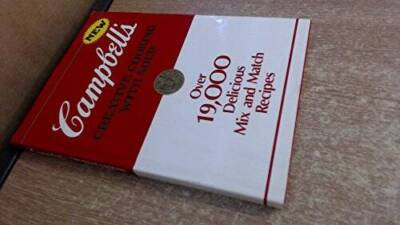 NEW
Campbell's
CREATIVE COOKING
WITH SOUP
Over
19,000
Delicious
Mix and Match
Recipes